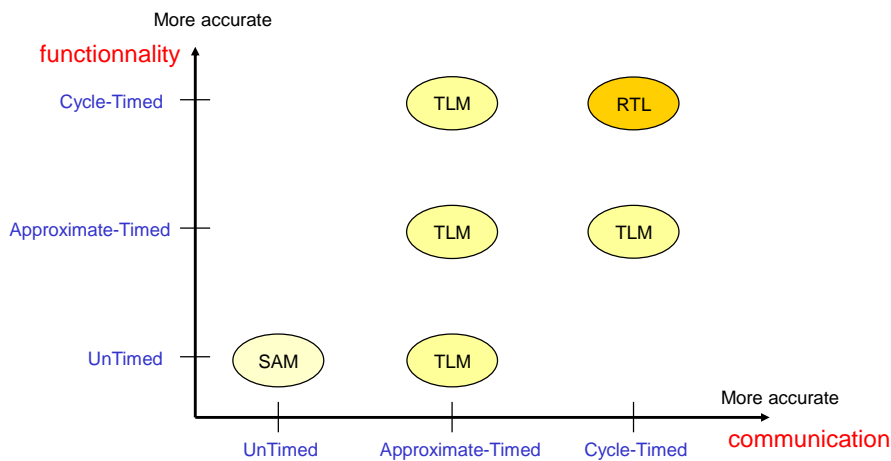 More accurate
functionnality
Cycle-Timed
TLM
RTL
Approximate-Timed
TLM
TLM
UnTimed
SAM
TLM
More accurate
UnTimed
Approximate-Timed
Cycle-Timed
communication